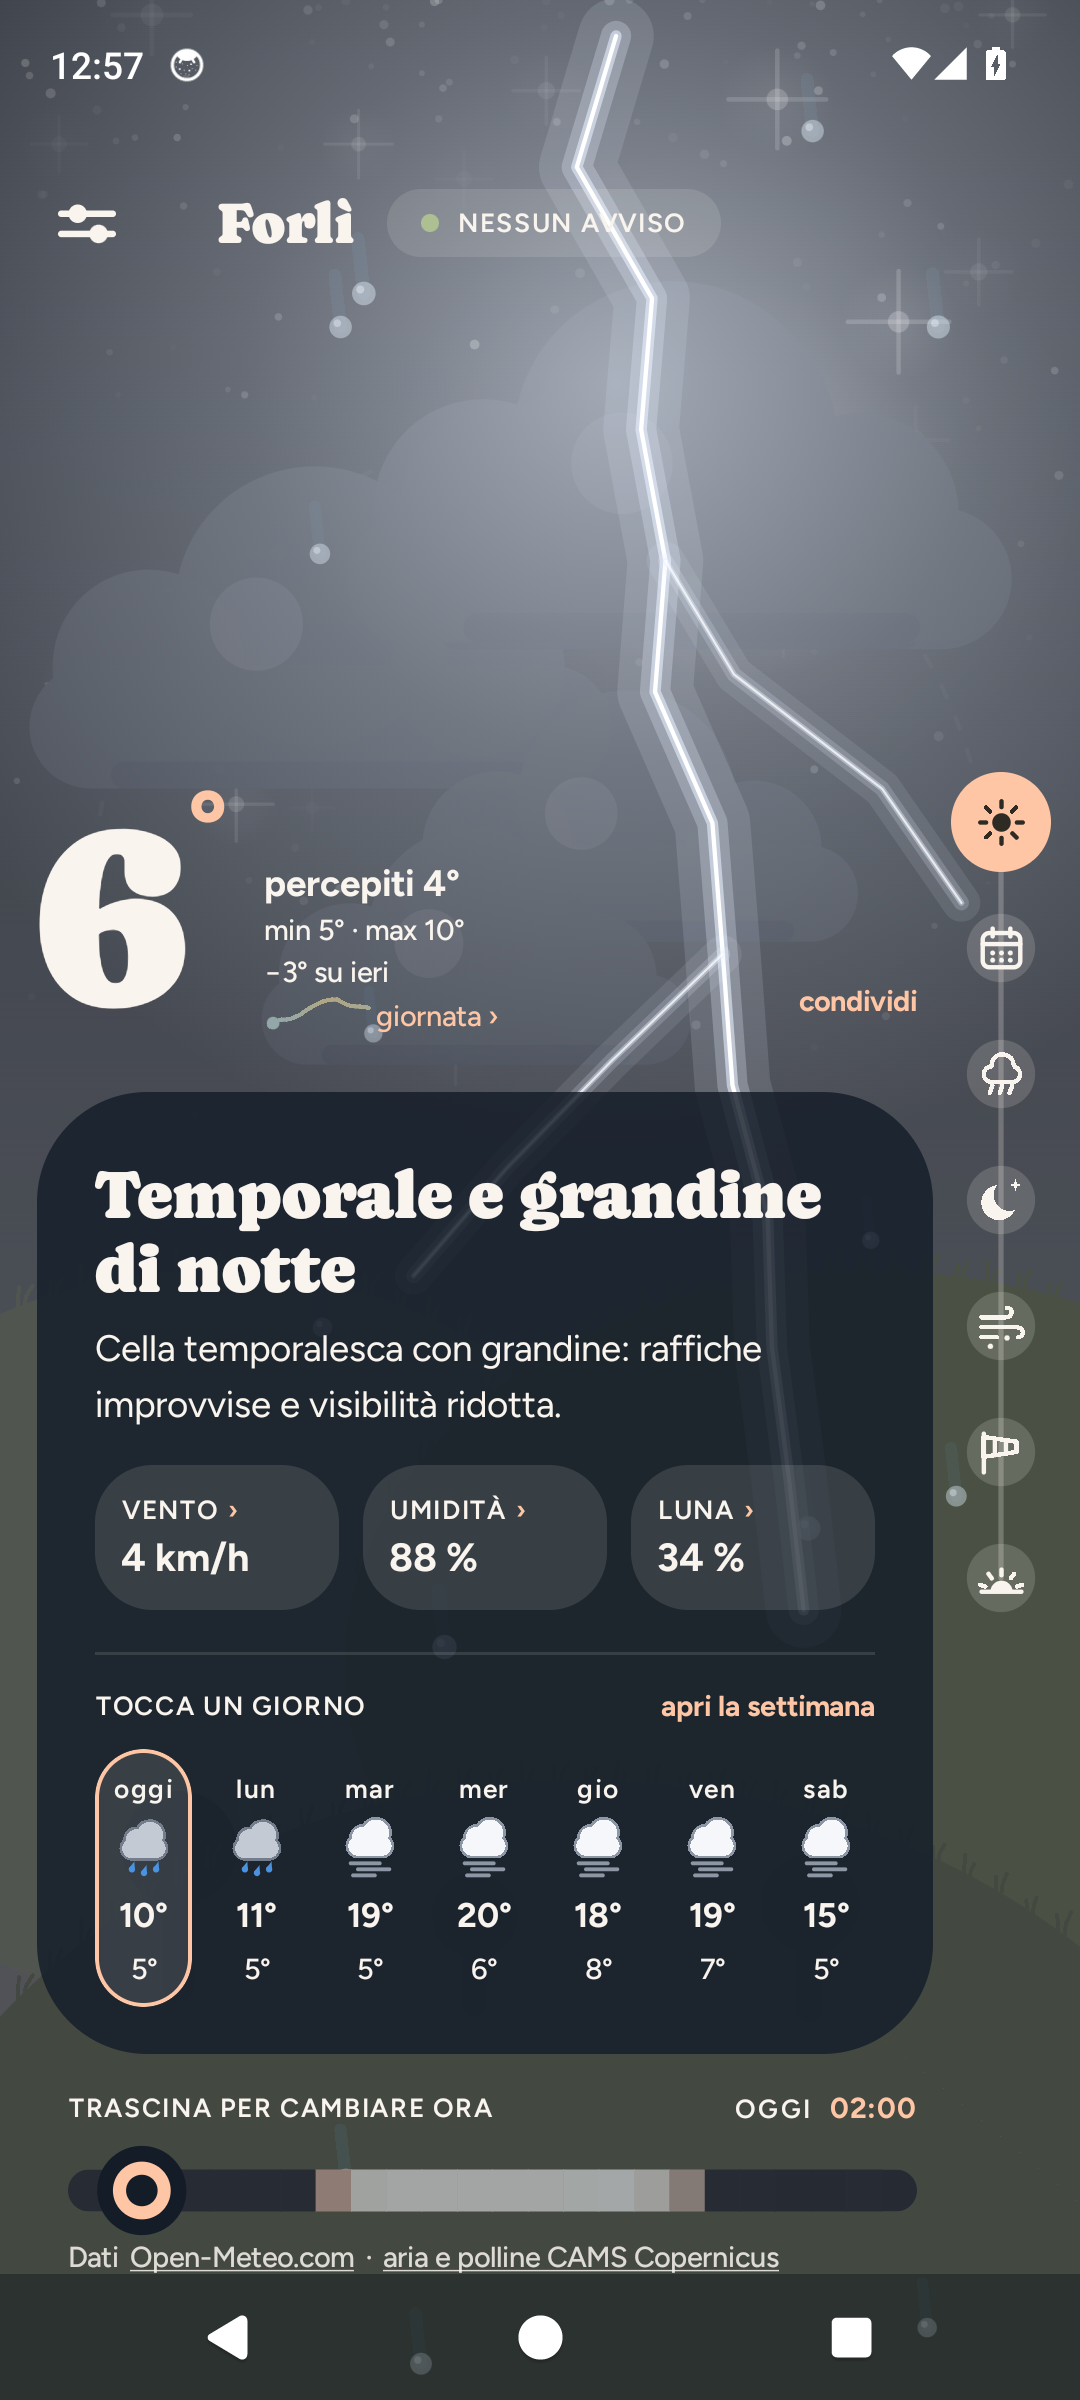 12:57
Forlì
NESSUN AVVISO
6°
percepiti 4°
min 5° · max 10°
−3° su ieri
giornata ›
condividi
Temporale e grandine
di notte
Cella temporalesca con grandine: raffiche
improvvise e visibilità ridotta.
VENTO › UMIDITÀ › LUNA ›
4 km/h 88 % 34 %
TOCCA UN GIORNO apri la settimana
oggi lun mar mer gio ven sab
10° 11° 19° 20° 18° 19° 15°
5° 5° 5° 6° 8° 7° 5°
TRASCINA PER CAMBIARE ORA OGGI 02:00
Dati Open-Meteo.com · aria e polline CAMS Copernicus